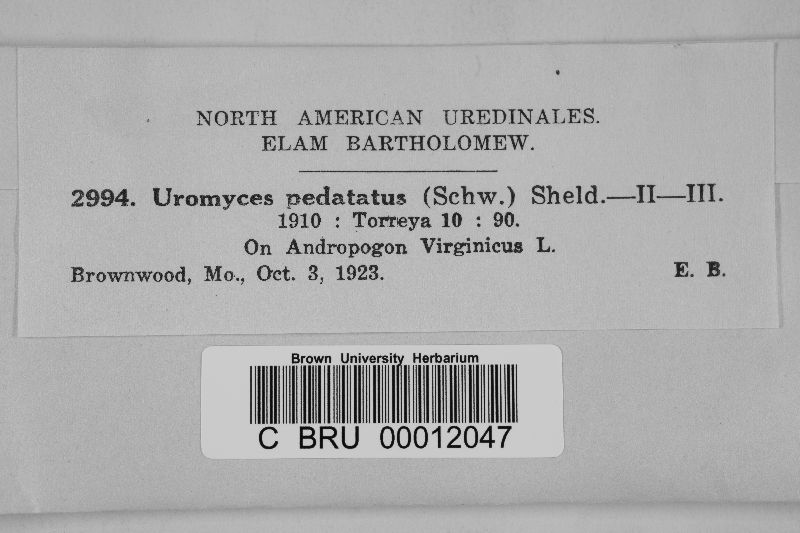 NORTH AMERICAN UREDINALES.
ELAM BARTHOLOMEW.
2994. Uromyces pedatatus (Schw.) Sheld.—II—III.
1910 : Torreya 10 : 90.
On Andropogon Virginicus L.
Brownwood, Mo., Oct. 3, 1923. E. B.
Brown University Herbarium
C BRU 00012047